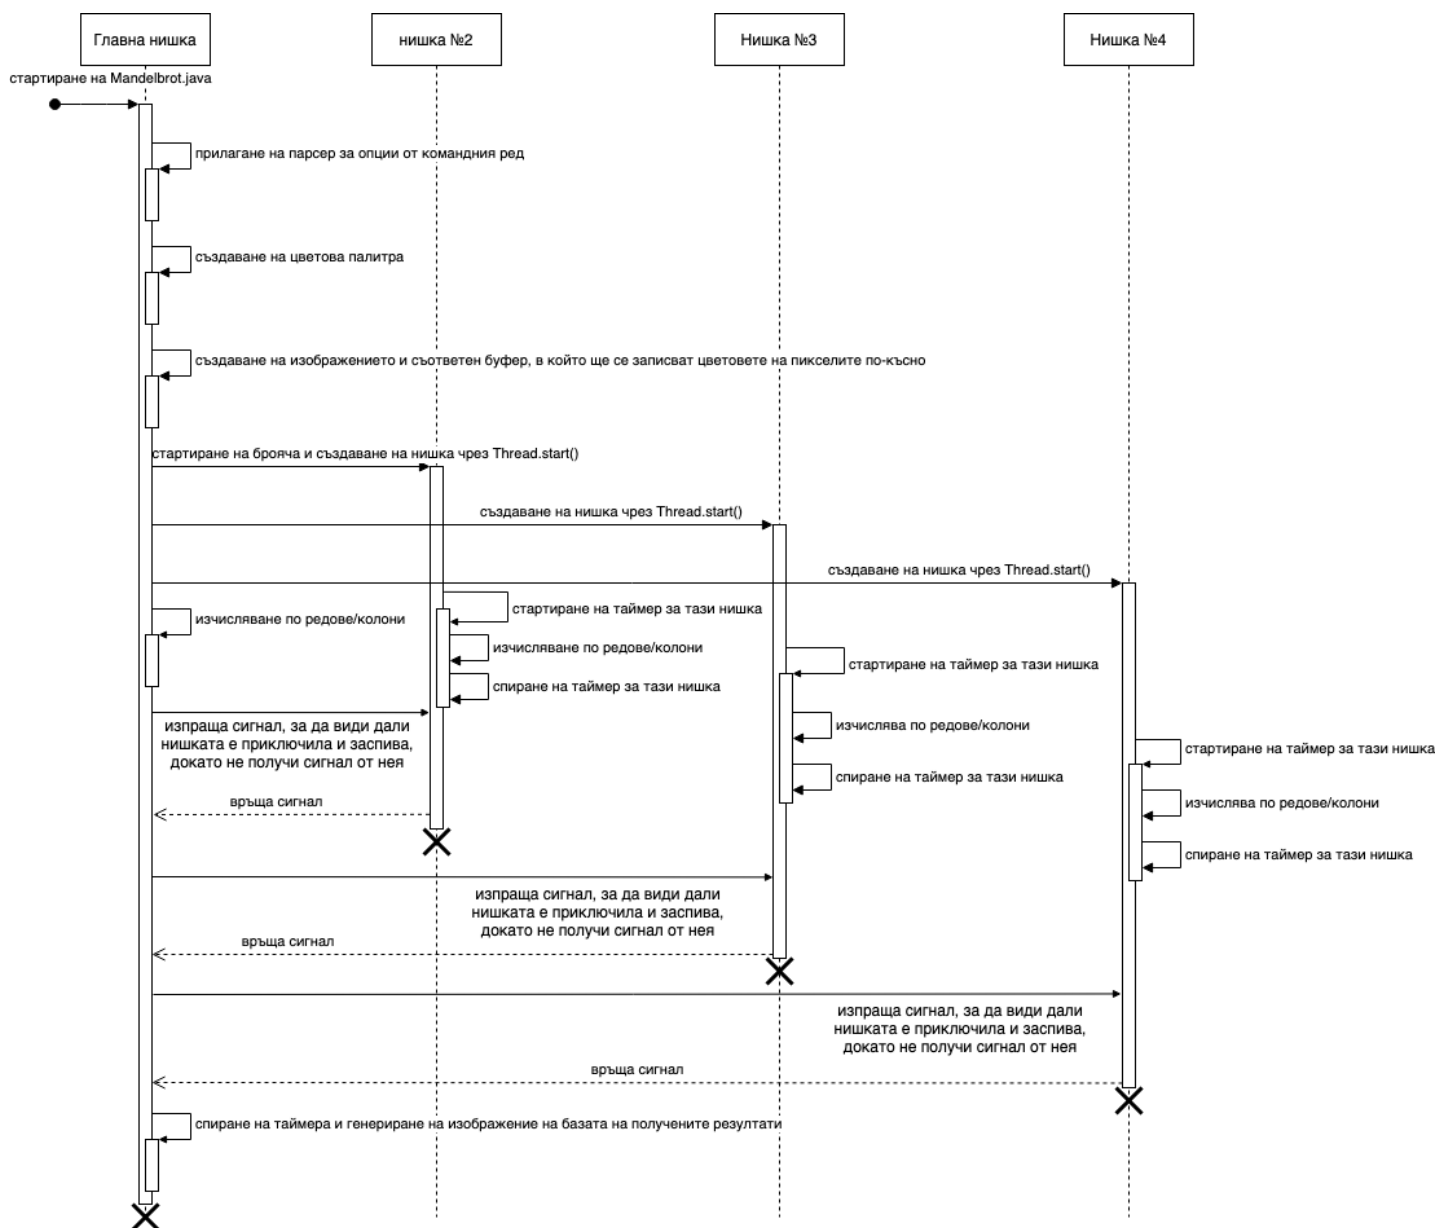 Главна нишка
нишка №2
Нишка №3
Нишка №4
стартиране на Mandelbrot.java
прилагане на парсер за опции от командния ред
създаване на цветова палитра
създаване на изображението и съответен буфер, в който ще се записват цветовете на пикселите по-късно
стартиране на брояча и създаване на нишка чрез Thread.start()
създаване на нишка чрез Thread.start()
създаване на нишка чрез Thread.start()
стартиране на таймер за тази нишка
изчисляване по редове/колони
изчисляване по редове/колони
стартиране на таймер за тази нишка
спиране на таймер за тази нишка
изпраща сигнал, за да види дали
нишката е приключила и заспива,
докато не получи сигнал от нея
изчислява по редове/колони
стартиране на таймер за тази нишка
спиране на таймер за тази нишка
връща сигнал
изчислява по редове/колони
спиране на таймер за тази нишка
изпраща сигнал, за да види дали
нишката е приключила и заспива,
докато не получи сигнал от нея
връща сигнал
изпраща сигнал, за да види дали
нишката е приключила и заспива,
докато не получи сигнал от нея
връща сигнал
спиране на таймера и генериране на изображение на базата на получените резултати